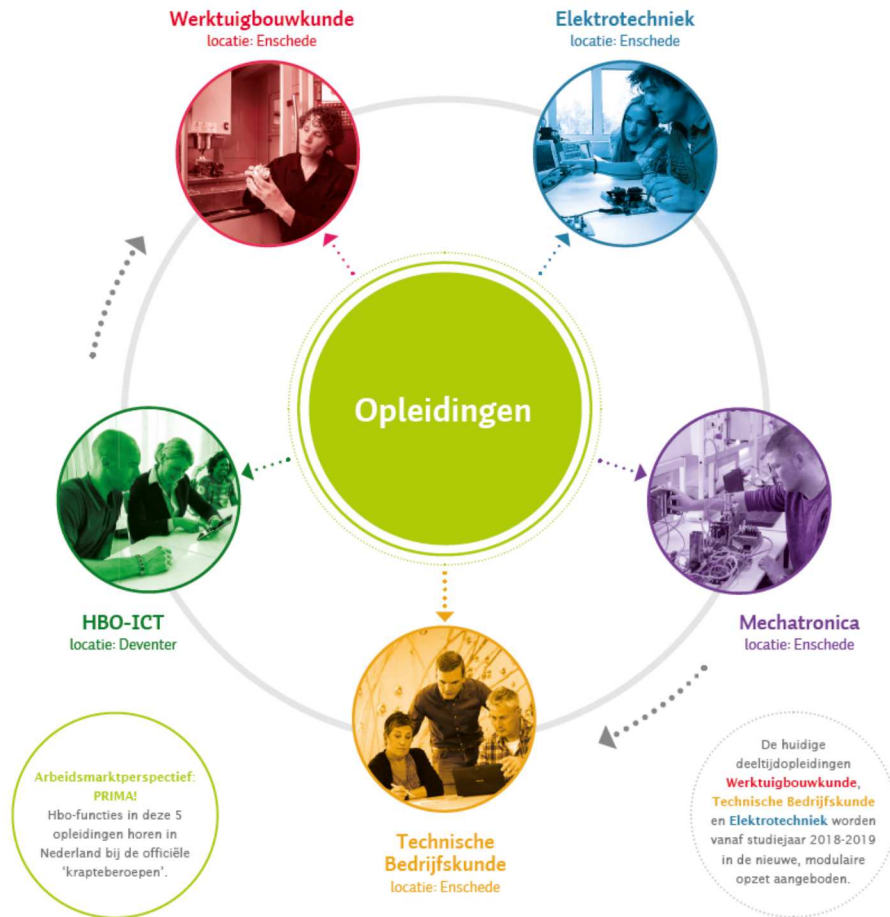 Werktuigbouwkunde
locatie: Enschede
Elektrotechniek
locatie: Enschede
Opleidingen
HBO-ICT
locatie: Deventer
Mechatronica
locatie: Enschede
Technische
Bedrijfskunde
locatie: Enschede
Arbeidsmarktperspectief:
PRIMA!
Hbo-functies in deze 5
opleidingen horen in
Nederland bij de officiële
'krapteberoepen'.
De huidige
deeltijdopleidingen
Werktuigbouwkunde,
Technische Bedrijfskunde
en Elektrotechniek worden
vanaf studiejaar 2018-2019
in de nieuwe, modulaire
opzet aangeboden.